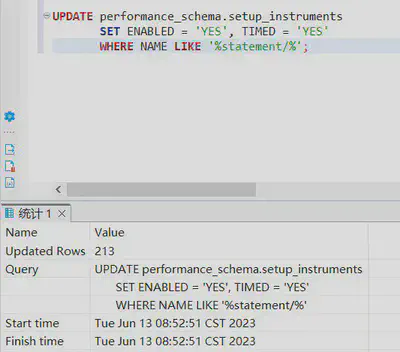 UPDATE performance_schema.setup_instruments
SET ENABLED = 'YES', TIMED = 'YES'
WHERE NAME LIKE '%statement/%';
统计 1
Name Value
Updated Rows 213
Query UPDATE performance_schema.setup_instruments
SET ENABLED = 'YES', TIMED = 'YES'
WHERE NAME LIKE '%statement/%'
Start time Tue Jun 13 08:52:51 CST 2023
Finish time Tue Jun 13 08:52:51 CST 2023